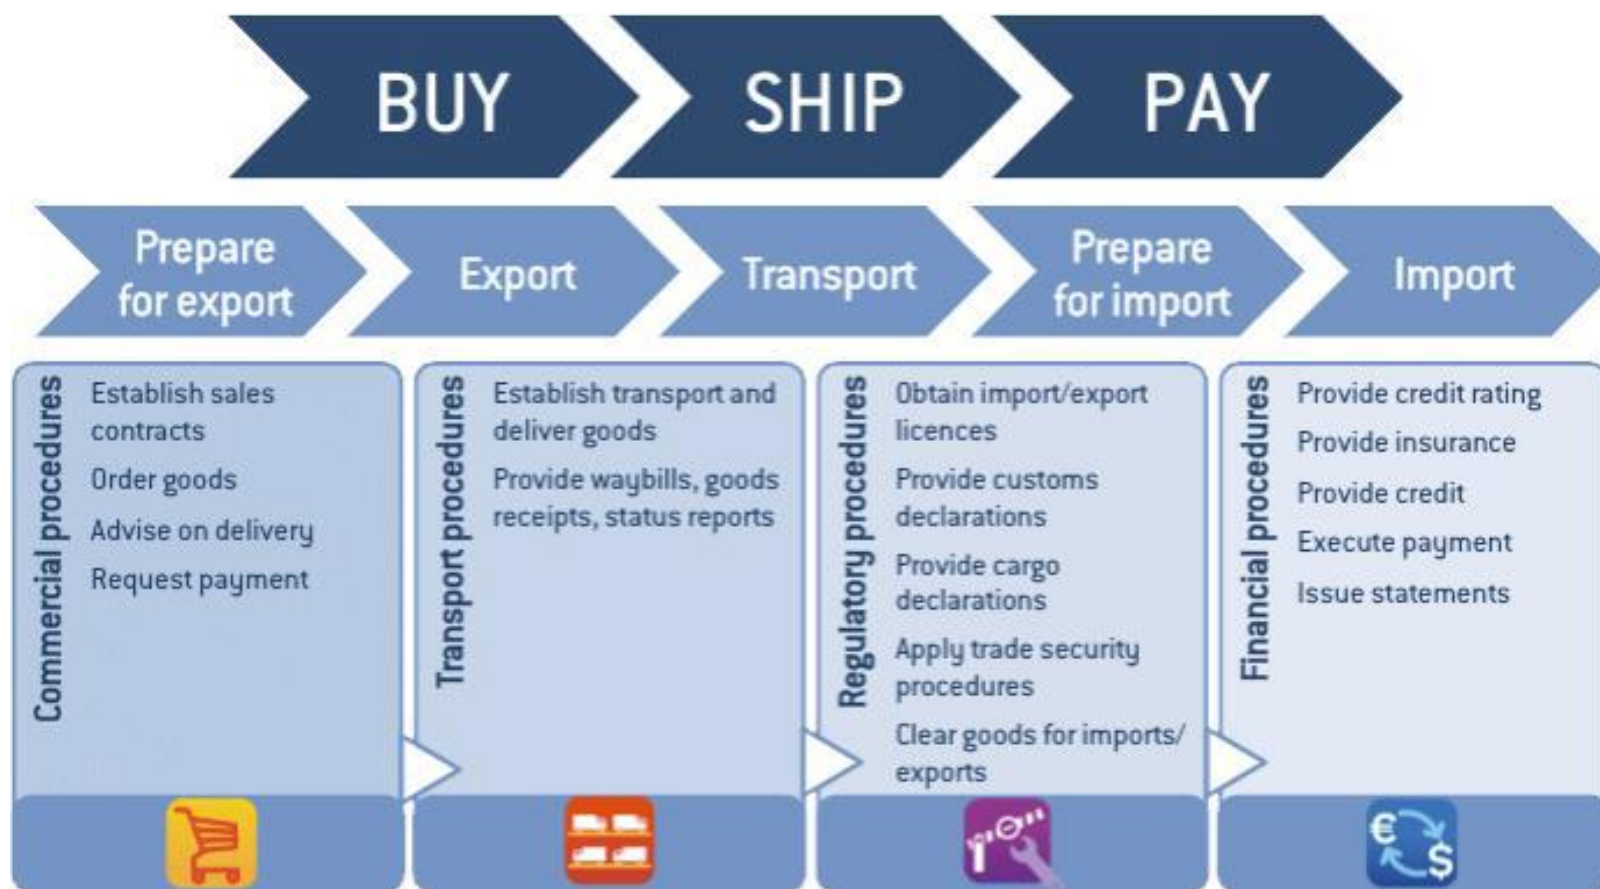 BUY
SHIP
PAY
Prepare
for export
Export
Transport
Prepare
for import
Import
Commercial procedures
Establish sales
contracts
Order goods
Advise on delivery
Request payment
Transport procedures
Establish transport and
deliver goods
Provide waybills, goods
receipts, status reports
Regulatory procedures
Obtain import/export
licences
Provide customs
declarations
Provide cargo
declarations
Apply trade security
procedures
Clear goods for imports/
exports
Financial procedures
Provide credit rating
Provide insurance
Provide credit
Execute payment
Issue statements
€
$